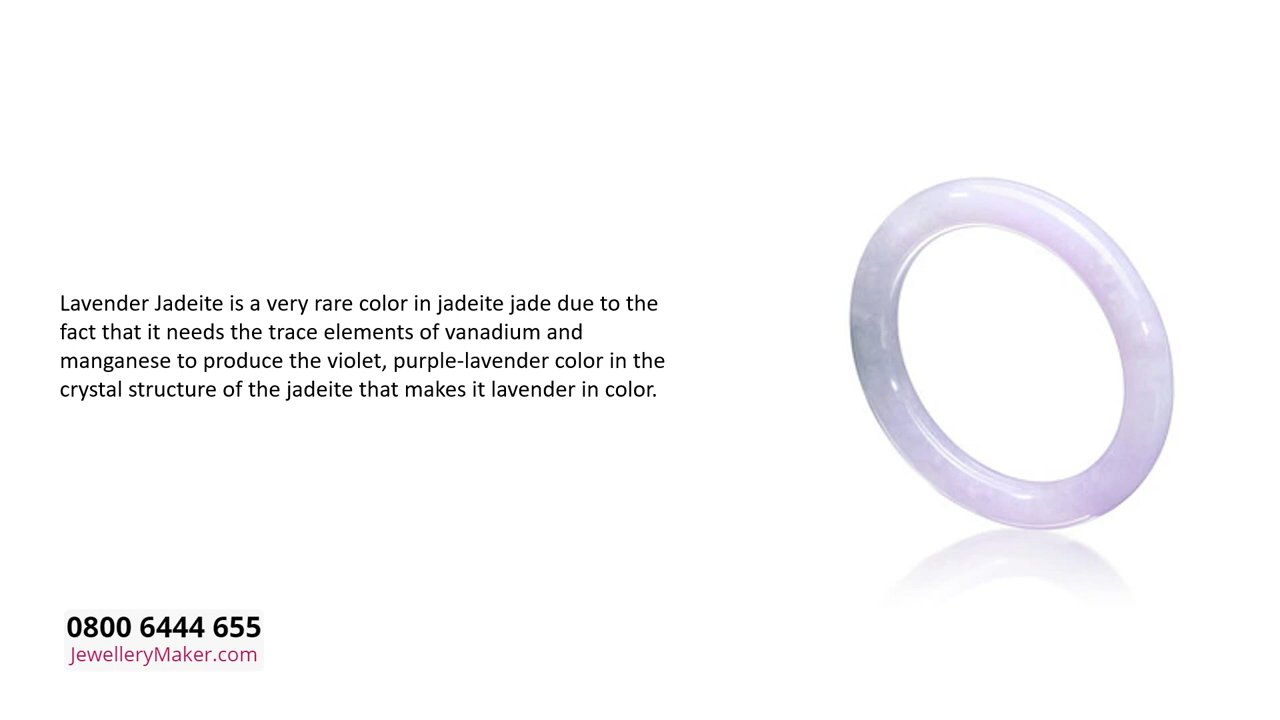 Lavender Jadeite is a very rare color in jadeite jade due to the
fact that it needs the trace elements of vanadium and
manganese to produce the violet, purple-lavender color in the
crystal structure of the jadeite that makes it lavender in color.
0800 6444 655
JewelleryMaker.com